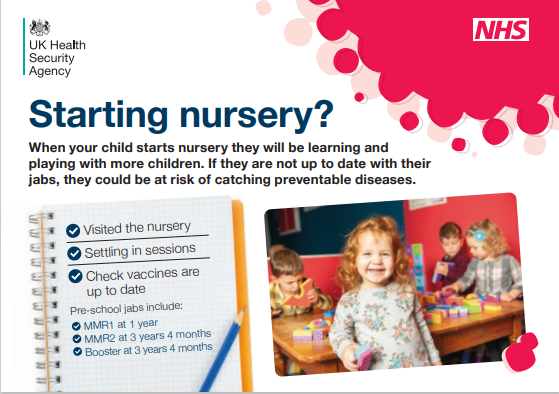 UK Health
Security
Agency
NHS
Starting nursery?
When your child starts nursery they will be learning and
playing with more children. If they are not up to date with their
jabs, they could be at risk of catching preventable diseases.
Visited the nursery
Settling in sessions
Check vaccines are
up to date
Pre-school jabs include:
MMR1 at 1 year
MMR2 at 3 years 4 months
Booster at 3 years 4 months